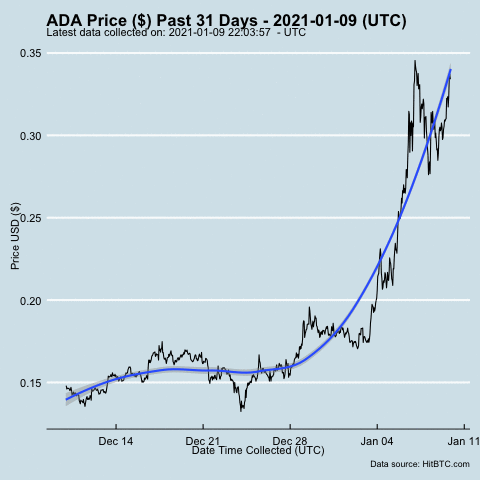 ADA Price ($) Past 31 Days - 2021-01-09 (UTC)
Latest data collected on: 2021-01-09 22:03:57 - UTC
0.35
0.30
0.25
0.20
0.15
Price USD ($)
Dec 14
Dec 21
Dec 28
Jan 04
Jan 11
Date Time Collected (UTC)
Data source: HitBTC.com